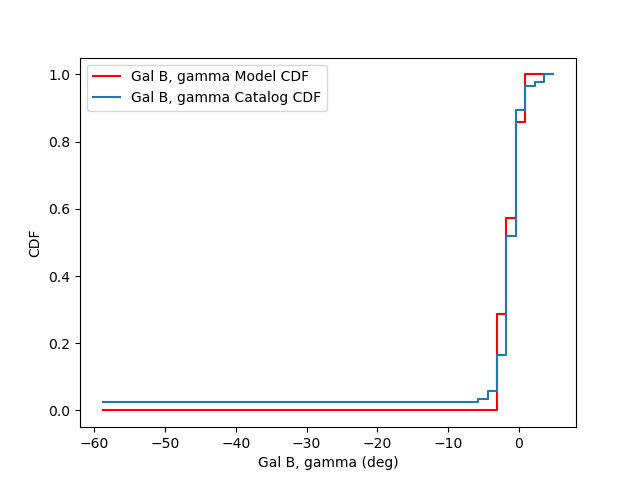 Gal B, gamma Model CDF
Gal B, gamma Catalog CDF
1.0
0.8
0.6
0.4
0.2
0.0
CDF
−60 −50 −40 −30 −20 −10 0
Gal B, gamma (deg)